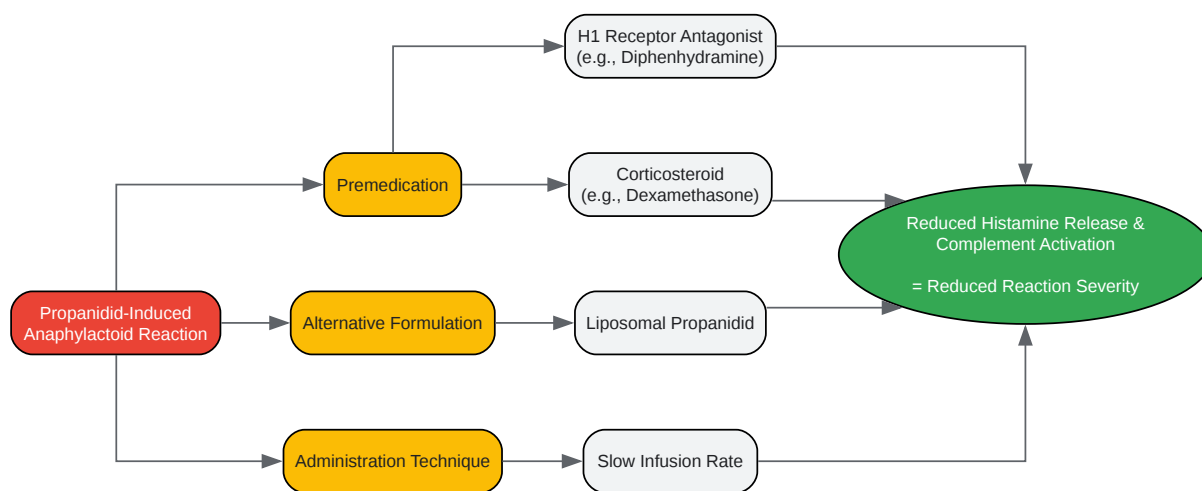 H1 Receptor Antagonist
(e.g., Diphenhydramine)
Premedication
Corticosteroid
(e.g., Dexamethasone)
Reduced Histamine Release &
Complement Activation
= Reduced Reaction Severity
Propanidid-Induced
Anaphylactoid Reaction
Alternative Formulation
Liposomal Propanidid
Administration Technique
Slow Infusion Rate